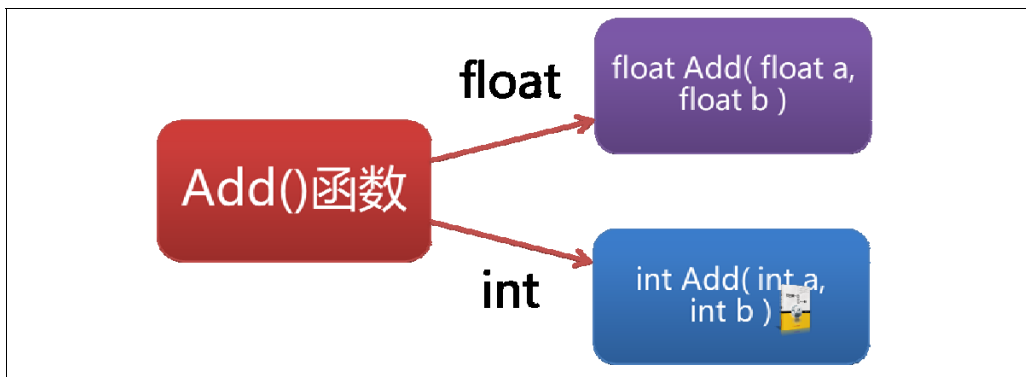 float
float Add( float a,
float b )
Add()函数
int
int Add( int a,
int b )